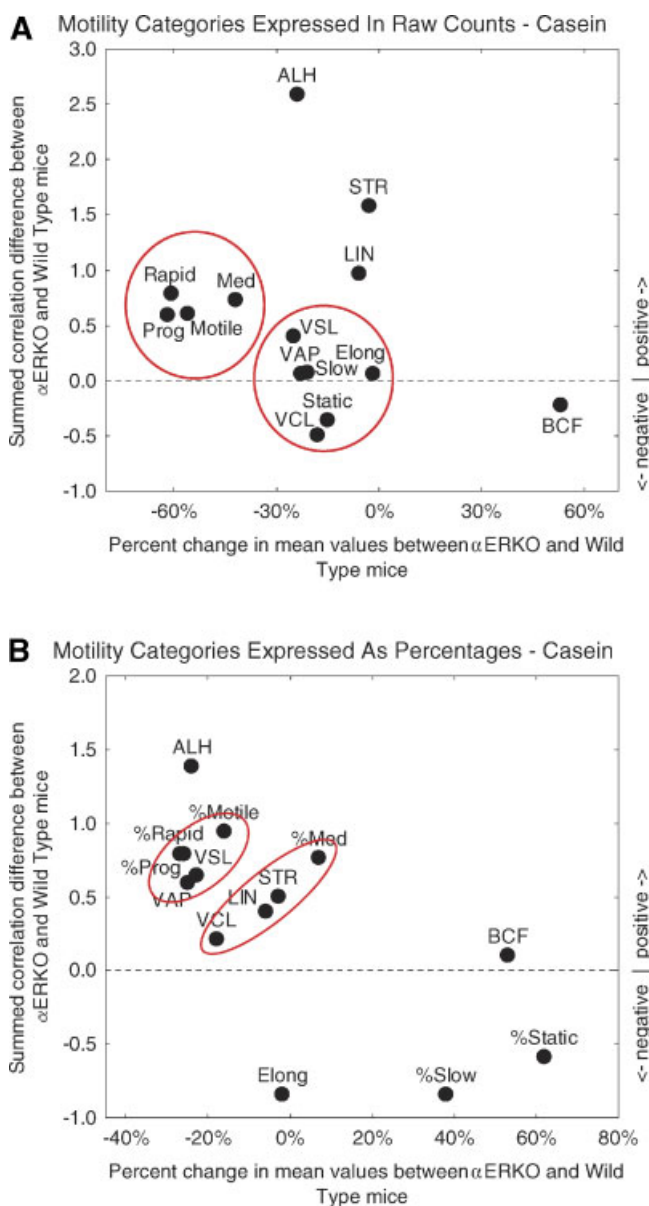 A
Motility Categories Expressed In Raw Counts - Casein
Summed correlation difference between
αERKO and Wild Type mice
3.0
2.5
2.0
1.5
1.0
0.5
0.0
-0.5
-1.0
ALH
STR
LIN
Rapid
Med
Prog
Motile
VSL
VAP
Slow
Elong
Static
VCL
BCF
<- negative | positive ->
-60%
-30%
0%
30%
60%
Percent change in mean values between αERKO and Wild
Type mice
B
Motility Categories Expressed As Percentages - Casein
Summed correlation difference between
αERKO and Wild Type mice
2.0
1.5
1.0
0.5
0.0
-0.5
-1.0
ALH
%Motile
%Rapid
%Prog
VSL
VAP
%Med
STR
LIN
VCL
BCF
%Static
%Slow
Elong
<- negative | positive ->
-40%
-20%
0%
20%
40%
60%
80%
Percent change in mean values between αERKO and Wild
Type mice